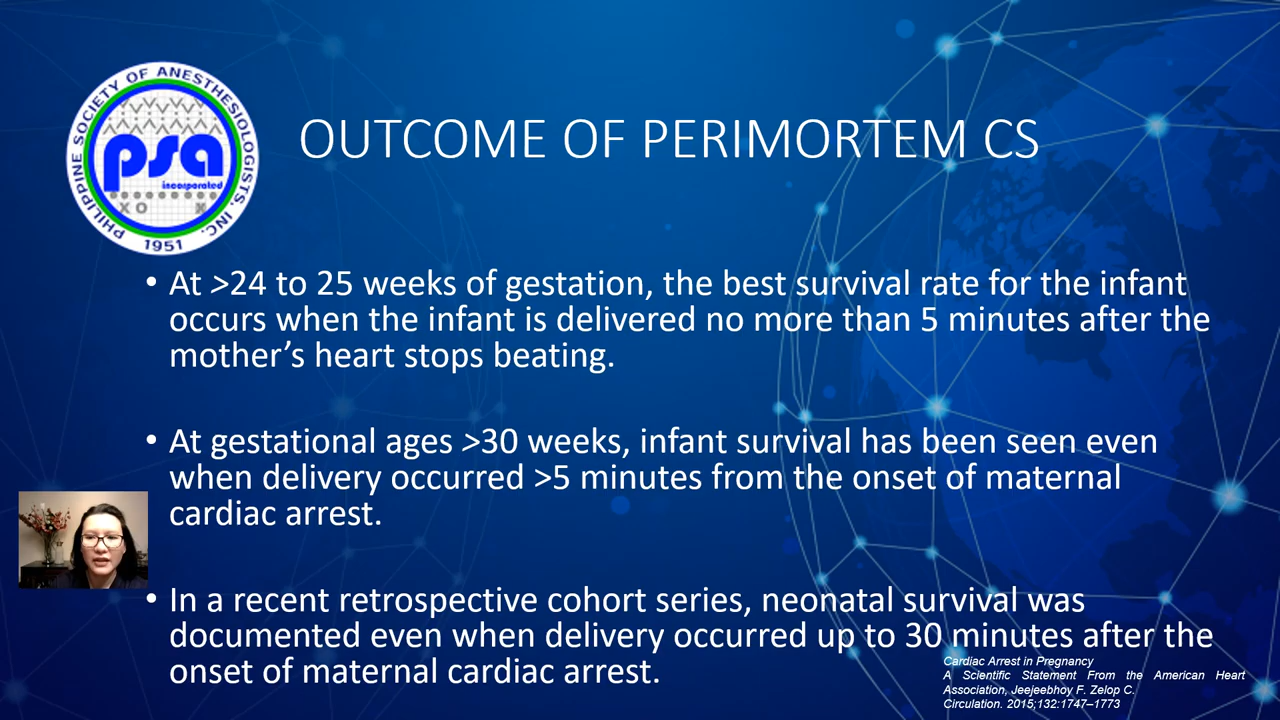 PHILIPPINE SOCIETY OF ANESTHESIOLOGISTS, INC.
psa
incorporated
XO X
1951
OUTCOME OF PERIMORTEM CS
• At >24 to 25 weeks of gestation, the best survival rate for the infant
occurs when the infant is delivered no more than 5 minutes after the
mother’s heart stops beating.
• At gestational ages >30 weeks, infant survival has been seen even
when delivery occurred >5 minutes from the onset of maternal
cardiac arrest.
• In a recent retrospective cohort series, neonatal survival was
documented even when delivery occurred up to 30 minutes after the
onset of maternal cardiac arrest.
Cardiac Arrest in Pregnancy
A Scientific Statement From the American Heart
Association, Jeejeebhoy F. Zelop C.
Circulation. 2015;132:1747–1773